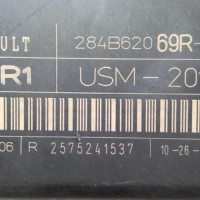 ULT 284B620 69R-
R1 USM-20
06 R 2575241537 10-26-